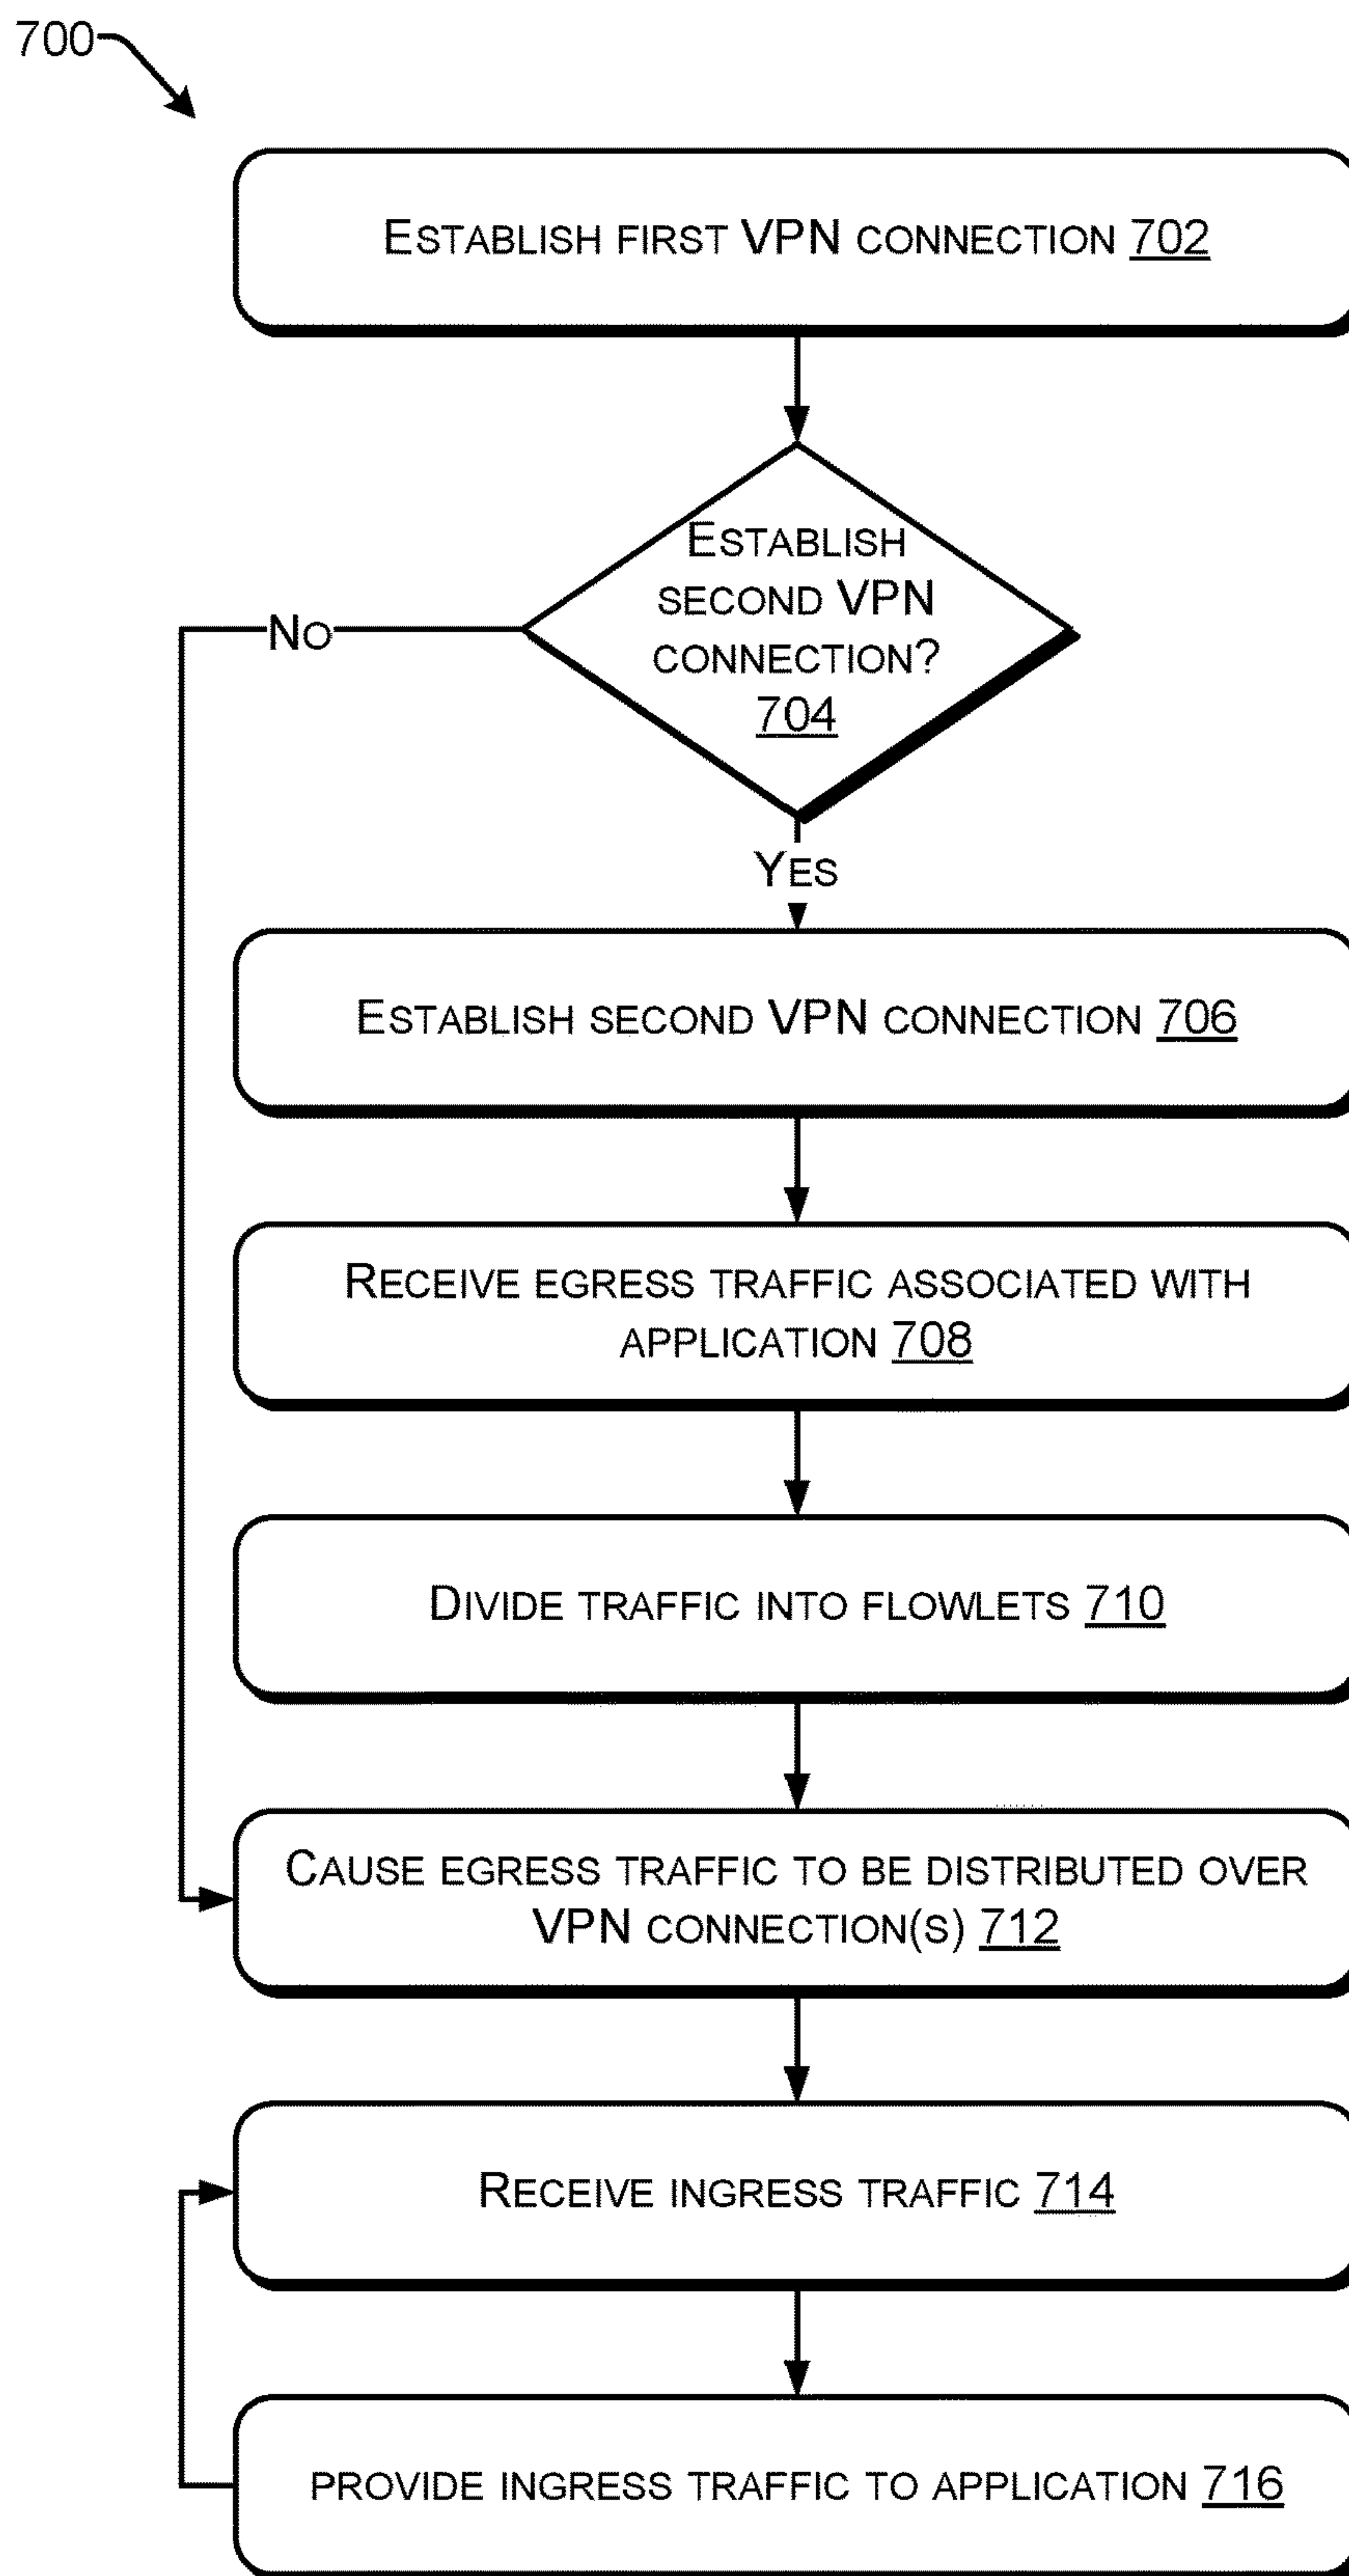 700
ESTABLISH FIRST VPN CONNECTION 702
ESTABLISH
SECOND VPN
CONNECTION?
704
NO
YES
ESTABLISH SECOND VPN CONNECTION 706
RECEIVE EGRESS TRAFFIC ASSOCIATED WITH
APPLICATION 708
DIVIDE TRAFFIC INTO FLOWLETS 710
CAUSE EGRESS TRAFFIC TO BE DISTRIBUTED OVER
VPN CONNECTION(S) 712
RECEIVE INGRESS TRAFFIC 714
PROVIDE INGRESS TRAFFIC TO APPLICATION 716